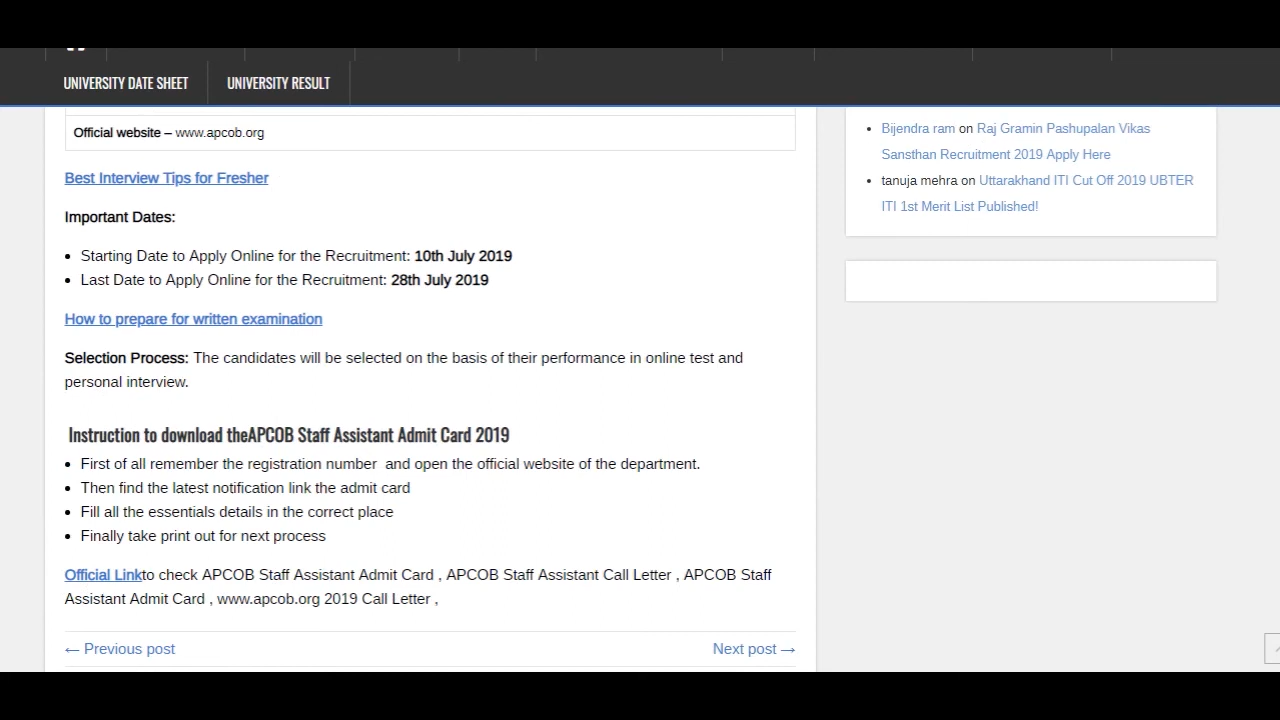 UNIVERSITY DATE SHEET
UNIVERSITY RESULT
Official website – www.apcob.org
Best Interview Tips for Fresher
Important Dates:
Starting Date to Apply Online for the Recruitment: 10th July 2019
Last Date to Apply Online for the Recruitment: 28th July 2019
How to prepare for written examination
Selection Process: The candidates will be selected on the basis of their performance in online test and
personal interview.
Instruction to download theAPCOB Staff Assistant Admit Card 2019
First of all remember the registration number  and open the official website of the department.
Then find the latest notification link the admit card
Fill all the essentials details in the correct place
Finally take print out for next process
Official Linkto check APCOB Staff Assistant Admit Card , APCOB Staff Assistant Call Letter , APCOB Staff
Assistant Admit Card , www.apcob.org 2019 Call Letter ,
← Previous post
Next post →
Bijendra ram on Raj Gramin Pashupalan Vikas
Sansthan Recruitment 2019 Apply Here
tanuja mehra on Uttarakhand ITI Cut Off 2019 UBTER
ITI 1st Merit List Published!